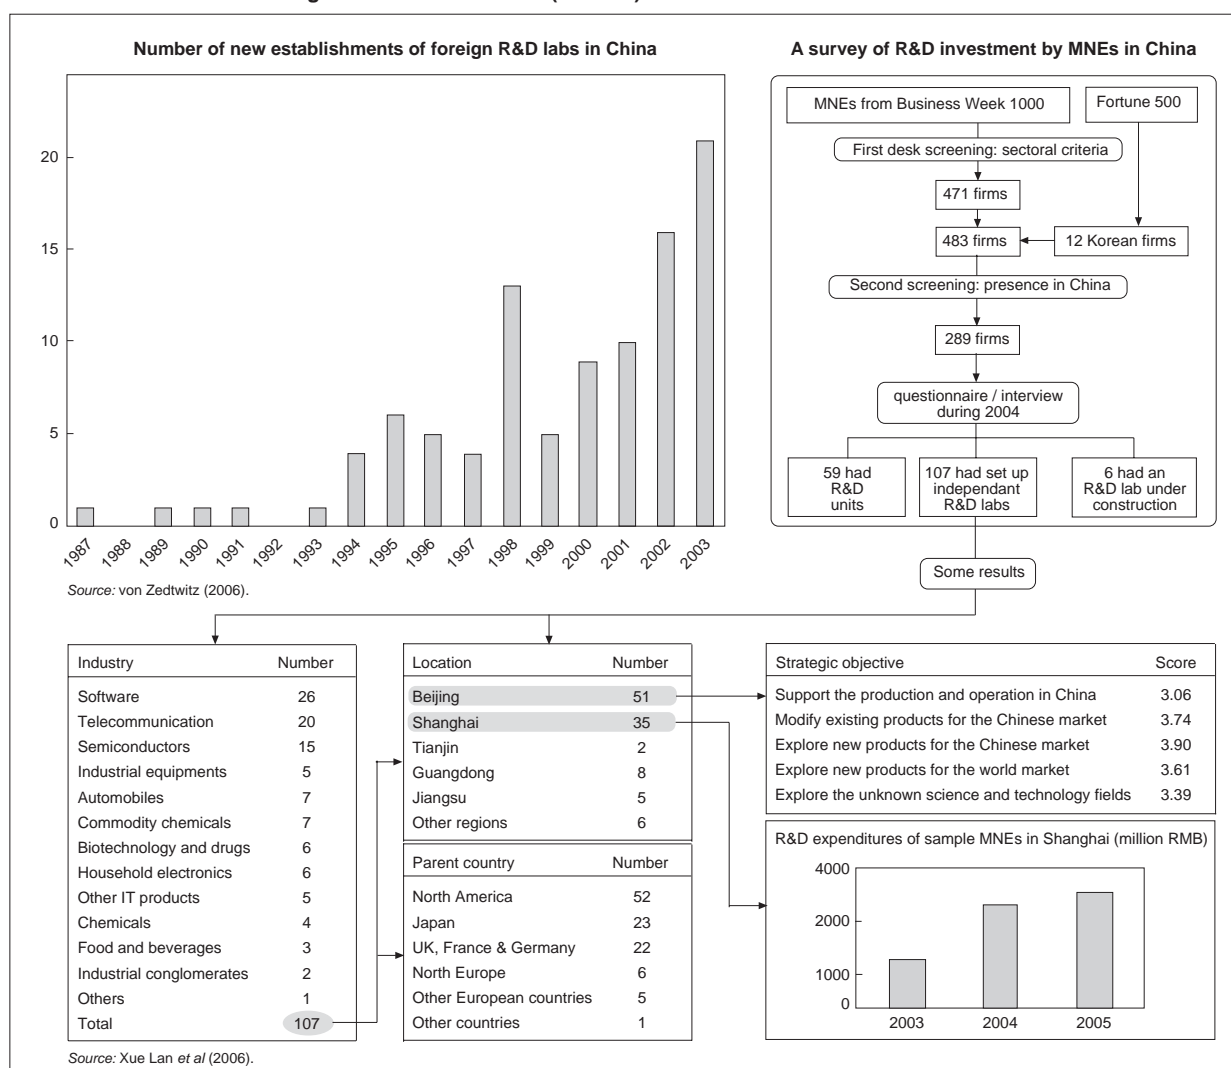 Number of new establishments of foreign R&D labs in China
20
15
10
5
0
1987 1988 1989 1990 1991 1992 1993 1994 1995 1996 1997 1998 1999 2000 2001 2002 2003
Source: von Zedtwitz (2006).
A survey of R&D investment by MNEs in China
MNEs from Business Week 1000
Fortune 500
First desk screening: sectoral criteria
471 firms
483 firms
12 Korean firms
Second screening: presence in China
289 firms
questionnaire / interview
during 2004
59 had
R&D
units
107 had set up
independant
R&D labs
6 had an
R&D lab under
construction
Some results
Industry Number
Software 26
Telecommunication 20
Semiconductors 15
Industrial equipments 5
Automobiles 7
Commodity chemicals 7
Biotechnology and drugs 6
Household electronics 6
Other IT products 5
Chemicals 4
Food and beverages 3
Industrial conglomerates 2
Others 1
Total 107
Location Number
Beijing 51
Shanghai 35
Tianjin 2
Guangdong 8
Jiangsu 5
Other regions 6
Parent country Number
North America 52
Japan 23
UK, France & Germany 22
North Europe 6
Other European countries 5
Other countries 1
Strategic objective Score
Support the production and operation in China 3.06
Modify existing products for the Chinese market 3.74
Explore new products for the Chinese market 3.90
Explore new products for the world market 3.61
Explore the unknown science and technology fields 3.39
R&D expenditures of sample MNEs in Shanghai (million RMB)
4000
2000
1000
0
2003 2004 2005
Source: Xue Lan et al (2006).